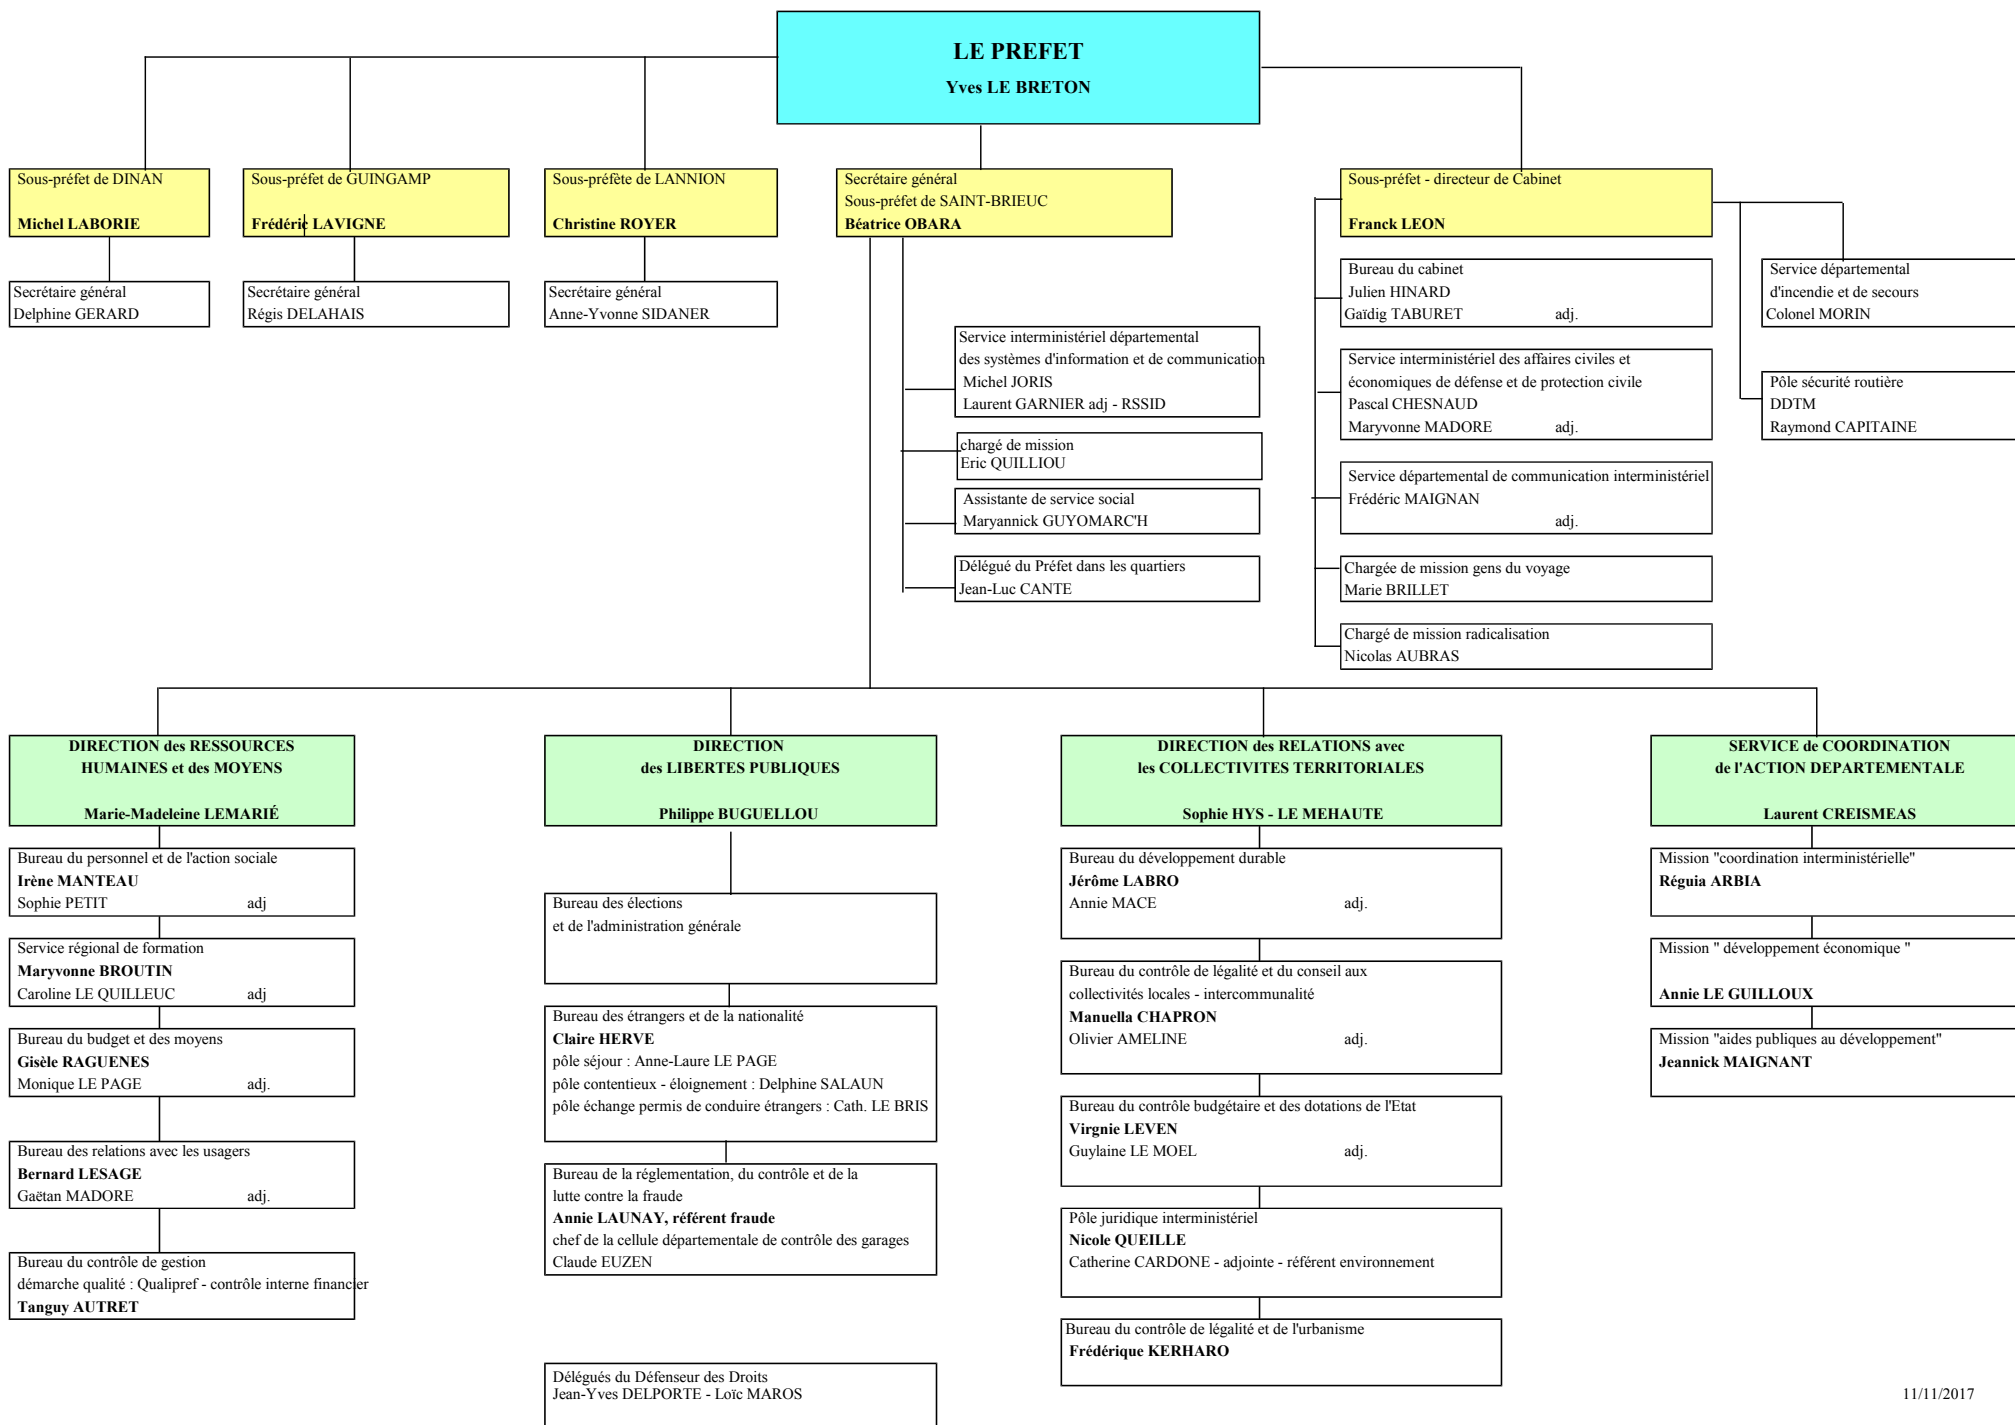 LE PREFET
Yves LE BRETON
Sous-préfet de DINAN
Michel LABORIE
Secrétaire général
Delphine GERARD
Sous-préfet de GUINGAMP
Frédéric LAVIGNE
Secrétaire général
Régis DELAHAIS
Sous-préfète de LANNION
Christine ROYER
Secrétaire général
Anne-Yvonne SIDANER
Secrétaire général
Sous-préfet de SAINT-BRIEUC
Béatrice OBARA
Service interministériel départemental
des systèmes d'information et de communication
Michel JORIS
Laurent GARNIER adj - RSSID
chargé de mission
Eric QUILLIOU
Assistante de service social
Maryannick GUYOMARC'H
Délégué du Préfet dans les quartiers
Jean-Luc CANTE
Sous-préfet - directeur de Cabinet
Franck LEON
Bureau du cabinet
Julien HINARD
Gaïdig TABURET adj.
Service interministériel des affaires civiles et
économiques de défense et de protection civile
Pascal CHESNAUD
Maryvonne MADORE adj.
Service départemental de communication interministériel
Frédéric MAIGNAN
adj.
Chargée de mission gens du voyage
Marie BRILLET
Chargé de mission radicalisation
Nicolas AUBRAS
Service départemental
d'incendie et de secours
Colonel MORIN
Pôle sécurité routière
DDTM
Raymond CAPITAINE
DIRECTION des RESSOURCES
HUMAINES et des MOYENS
Marie-Madeleine LEMARIÉ
Bureau du personnel et de l'action sociale
Irène MANTEAU
Sophie PETIT adj
Service régional de formation
Maryvonne BROUTIN
Caroline LE QUILLEUC adj
Bureau du budget et des moyens
Gisèle RAGUENES
Monique LE PAGE adj.
Bureau des relations avec les usagers
Bernard LESAGE
Gaëtan MADORE adj.
Bureau du contrôle de gestion
démarche qualité : Qualipref - contrôle interne financier
Tanguy AUTRET
DIRECTION
des LIBERTES PUBLIQUES
Philippe BUGUELLOU
Bureau des élections
et de l'administration générale
Bureau des étrangers et de la nationalité
Claire HERVE
pôle séjour : Anne-Laure LE PAGE
pôle contentieux - éloignement : Delphine SALAUN
pôle échange permis de conduire étrangers : Cath. LE BRIS
Bureau de la réglementation, du contrôle et de la
lutte contre la fraude
Annie LAUNAY, référent fraude
chef de la cellule départementale de contrôle des garages
Claude EUZEN
Délégués du Défenseur des Droits
Jean-Yves DELPORTE - Loïc MAROS
DIRECTION des RELATIONS avec
les COLLECTIVITES TERRITORIALES
Sophie HYS - LE MEHAUTE
Bureau du développement durable
Jérôme LABRO
Annie MACE adj.
Bureau du contrôle de légalité et du conseil aux
collectivités locales - intercommunalité
Manuella CHAPRON
Olivier AMELINE adj.
Bureau du contrôle budgétaire et des dotations de l'Etat
Virgnie LEVEN
Guylaine LE MOEL adj.
Pôle juridique interministériel
Nicole QUEILLE
Catherine CARDONE - adjointe - référent environnement
Bureau du contrôle de légalité et de l'urbanisme
Frédérique KERHARO
SERVICE de COORDINATION
de l'ACTION DEPARTEMENTALE
Laurent CREISMEAS
Mission "coordination interministérielle"
Réguia ARBIA
Mission " développement économique "
Annie LE GUILLOUX
Mission "aides publiques au développement"
Jeannick MAIGNANT
11/11/2017